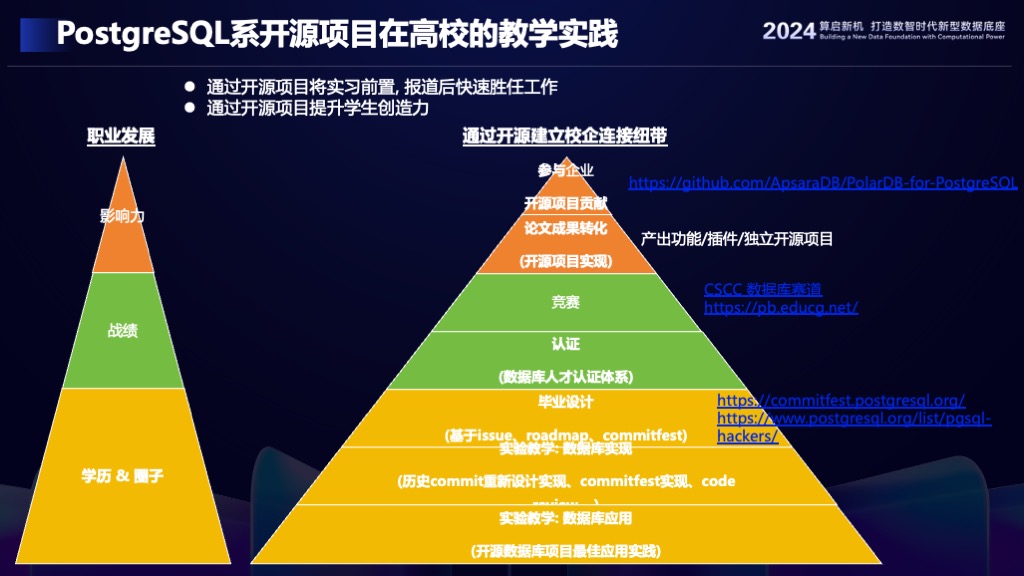 PostgreSQL系开源项目在高校的教学实践
2024 算启新机 打造数智时代新型数据底座
Building a New Data Foundation with Computational Power
● 通过开源项目将实习前置, 报道后快速胜任工作
● 通过开源项目提升学生创造力
职业发展
影响力
战绩
学历 & 圈子
通过开源建立校企连接纽带
参与企业
开源项目贡献
https://github.com/ApsaraDB/PolarDB-for-PostgreSQL
论文成果转化
(开源项目实现)
产出功能/插件/独立开源项目
竞赛
CSCC 数据库赛道
https://pb.educg.net/
认证
(数据库人才认证体系)
毕业设计
(基于issue、roadmap、commitfest)
https://commitfest.postgresql.org/
https://www.postgresql.org/list/pgsql-
hackers/
实验教学: 数据库实现
(历史commit重新设计实现、commitfest实现、code
review...)
实验教学: 数据库应用
(开源数据库项目最佳应用实践)